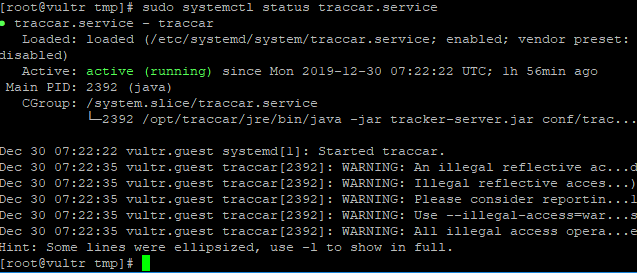 [root@vultr tmp]# sudo systemctl status traccar.service
● traccar.service - traccar
   Loaded: loaded (/etc/systemd/system/traccar.service; enabled; vendor preset:
disabled)
   Active: active (running) since Mon 2019-12-30 07:22:22 UTC; 1h 56min ago
 Main PID: 2392 (java)
   CGroup: /system.slice/traccar.service
           └─2392 /opt/traccar/jre/bin/java -jar tracker-server.jar conf/trac...

Dec 30 07:22:22 vultr.guest systemd[1]: Started traccar.
Dec 30 07:22:35 vultr.guest traccar[2392]: WARNING: An illegal reflective ac...d
Dec 30 07:22:35 vultr.guest traccar[2392]: WARNING: Illegal reflective acces...)
Dec 30 07:22:35 vultr.guest traccar[2392]: WARNING: Please consider reportin...l
Dec 30 07:22:35 vultr.guest traccar[2392]: WARNING: Use --illegal-access=war...s
Dec 30 07:22:35 vultr.guest traccar[2392]: WARNING: All illegal access opera...e
Hint: Some lines were ellipsized, use -l to show in full.
[root@vultr tmp]#